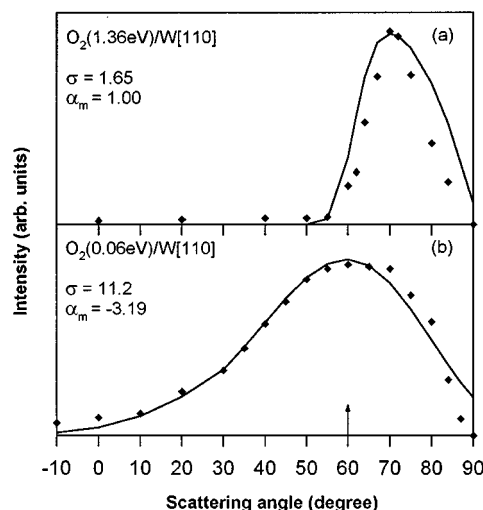 O₂(1.36eV)/W[110]
(a)
σ = 1.65
αₘ = 1.00
O₂(0.06eV)/W[110]
(b)
σ = 11.2
αₘ = -3.19
Intensity (arb. units)
-10 0 10 20 30 40 50 60 70 80 90
Scattering angle (degree)